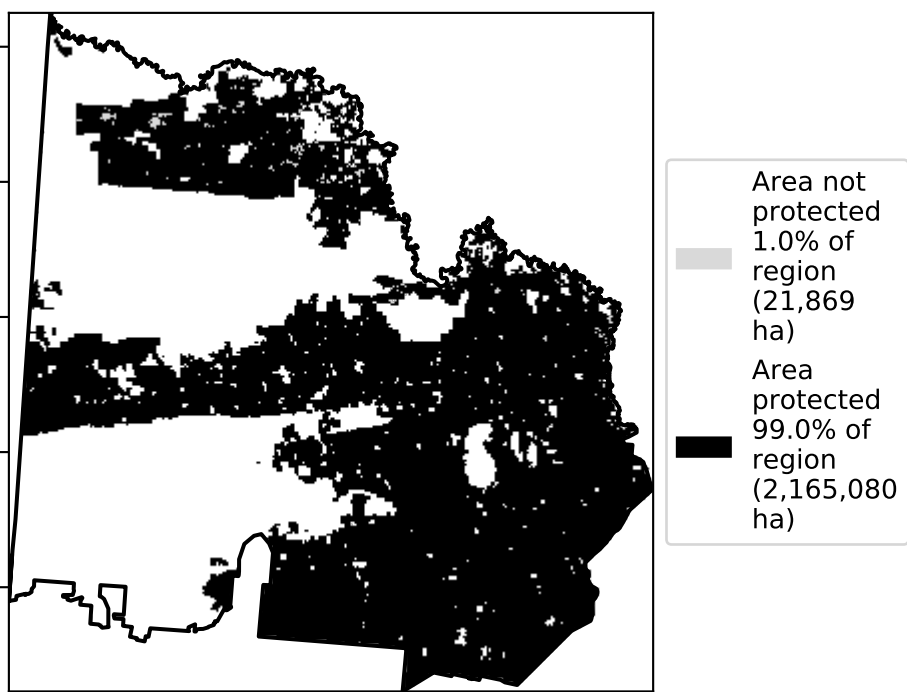 Area not
protected
1.0% of
region
(21,869
ha)
Area
protected
99.0% of
region
(2,165,080
ha)